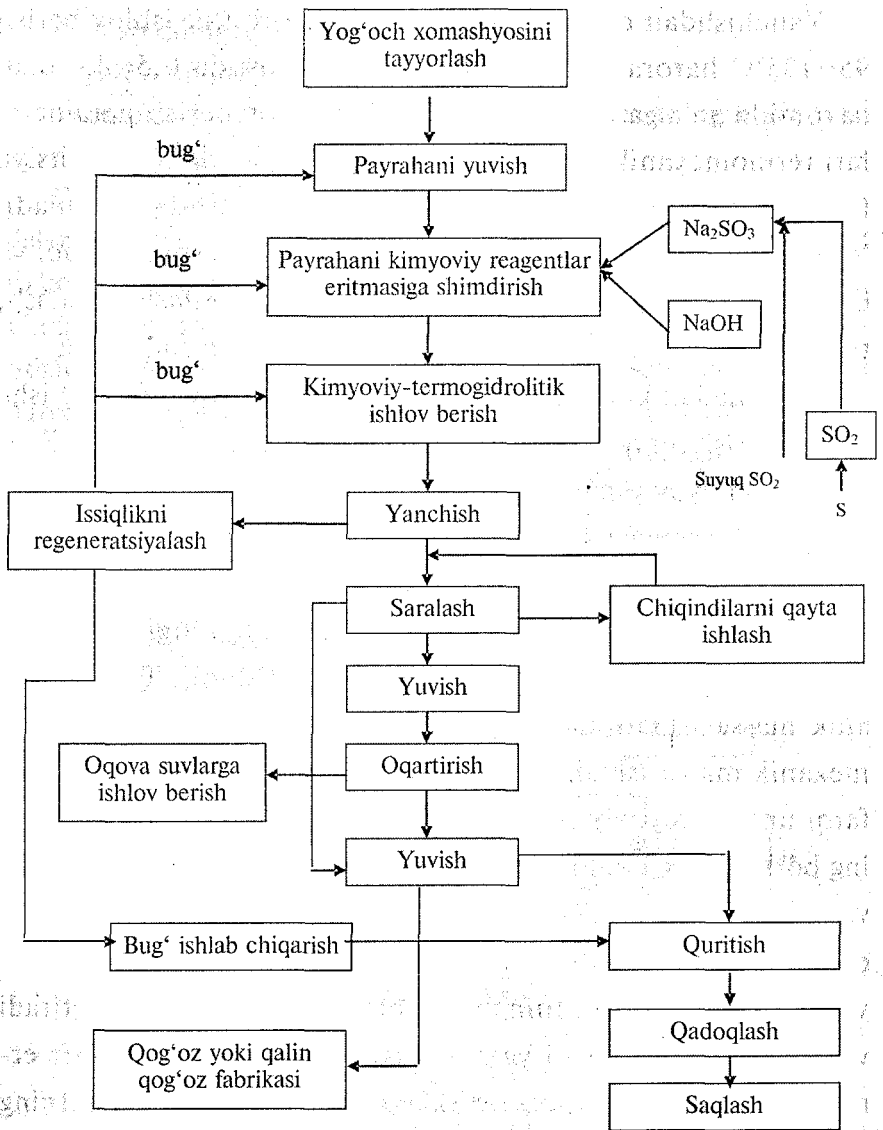 Yog‘och xomashyosini
tayyorlash
bug‘
Payrahani yuvish
bug‘
Payrahani kimyoviy reagentlar
eritmasiga shimdirish
Na₂SO₃
NaOH
bug‘
Kimyoviy-termogidrolitik
ishlov berish
SO₂
Suyuq SO₂
S
Issiqlikni
regeneratsiyalash
Yanchish
Saralash
Chiqindilarni qayta
ishlash
Yuvish
Oqova suvlarga
ishlov berish
Oqartirish
Yuvish
Bug‘ ishlab chiqarish
Quritish
Qog‘oz yoki qalin
qog‘oz fabrikasi
Qadoqlash
Saqlash